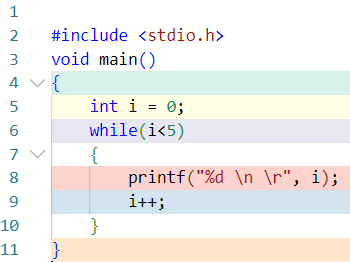 1
2 #include <stdio.h>
3 void main()
4 {
5 int i = 0;
6 while(i<5)
7 {
8 printf("%d \n \r", i);
9 i++;
10 }
11 }